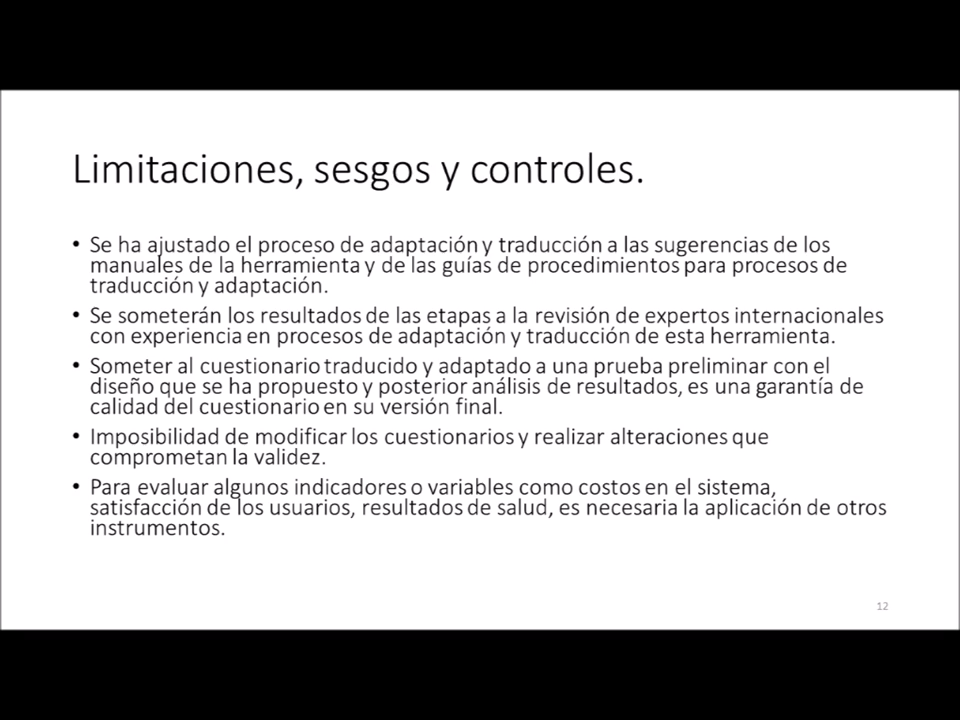 Limitaciones, sesgos y controles.
• Se ha ajustado el proceso de adaptación y traducción a las sugerencias de los
manuales de la herramienta y de las guías de procedimientos para procesos de
traducción y adaptación.
• Se someterán los resultados de las etapas a la revisión de expertos internacionales
con experiencia en procesos de adaptación y traducción de esta herramienta.
• Someter al cuestionario traducido y adaptado a una prueba preliminar con el
diseño que se ha propuesto y posterior análisis de resultados, es una garantía de
calidad del cuestionario en su versión final.
• Imposibilidad de modificar los cuestionarios y realizar alteraciones que
comprometan la validez.
• Para evaluar algunos indicadores o variables como costos en el sistema,
satisfacción de los usuarios, resultados de salud, es necesaria la aplicación de otros
instrumentos.
12